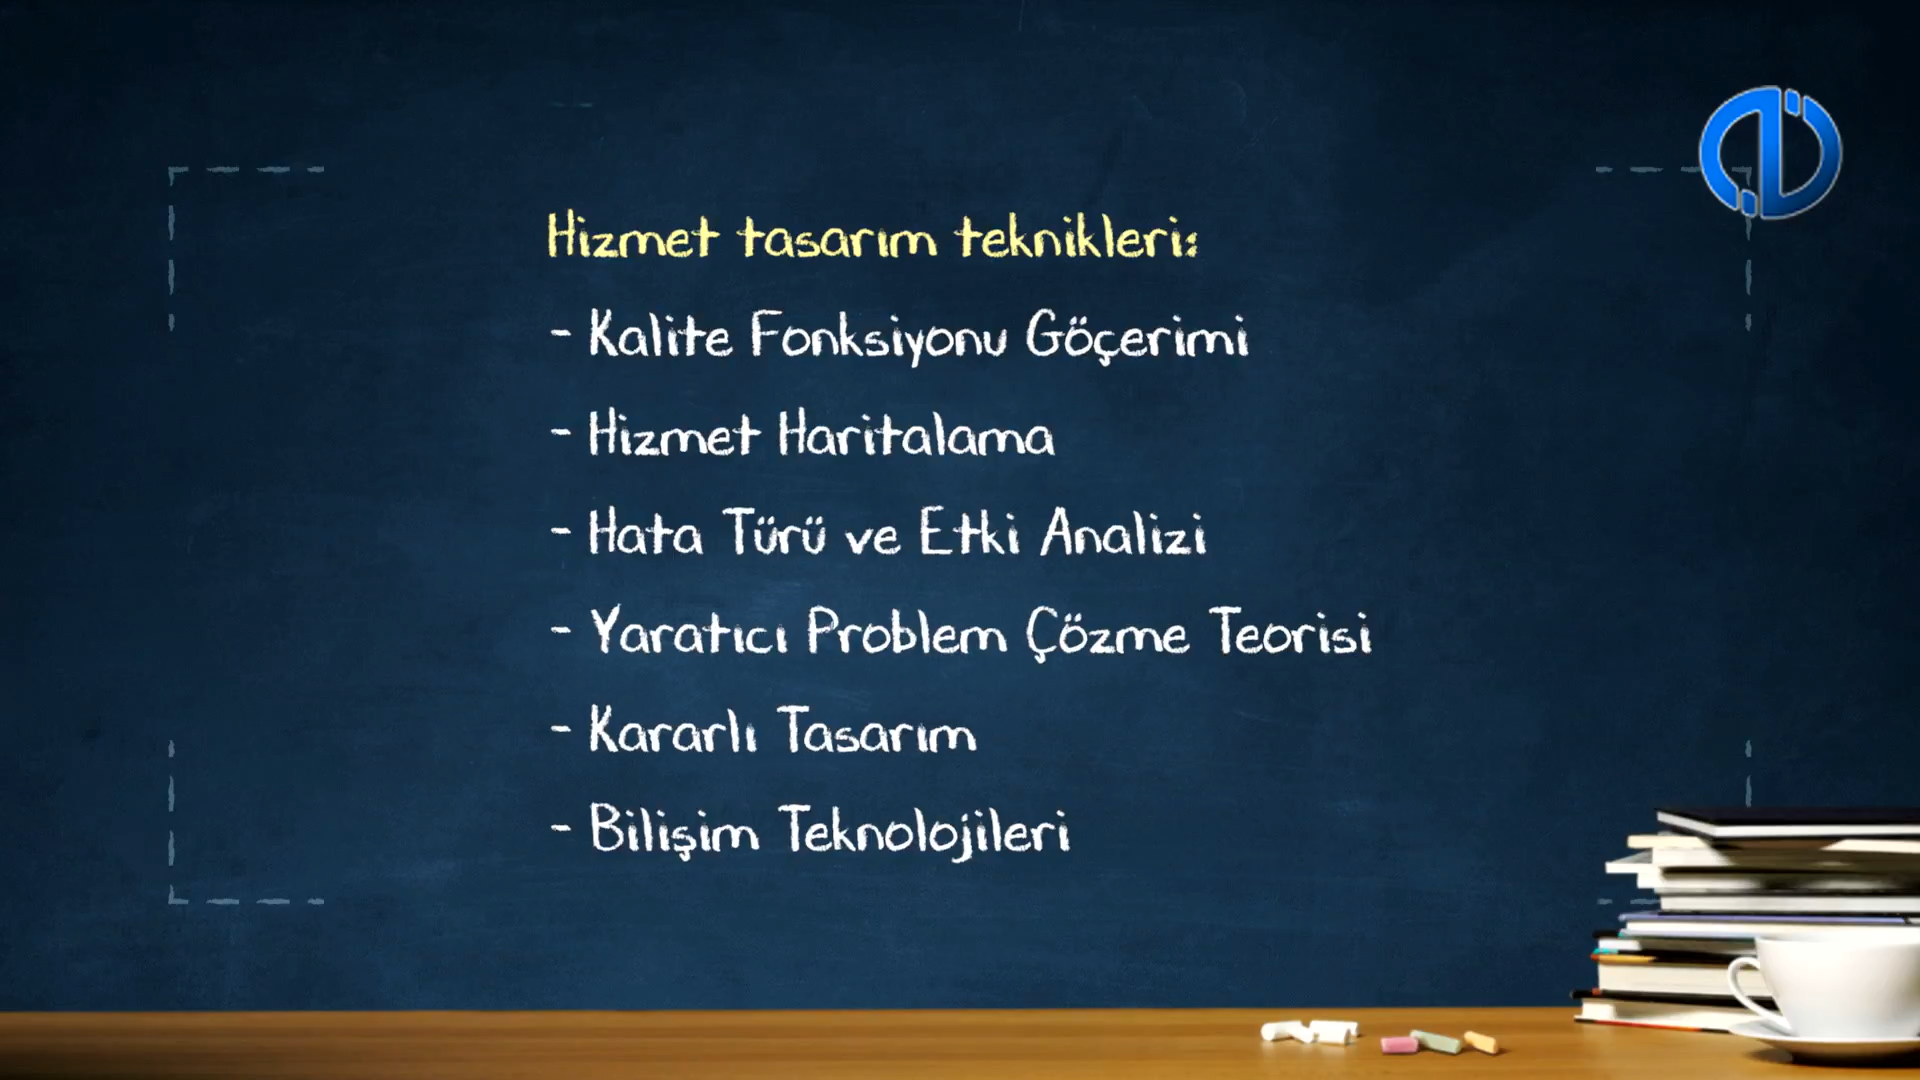 Hizmet tasarım teknikleri:
- Kalite Fonksiyonu Göçerimi
- Hizmet Haritalama
- Hata Türü ve Etki Analizi
- Yaratıcı Problem Çözme Teorisi
- Kararlı Tasarım
- Bilişim Teknolojileri